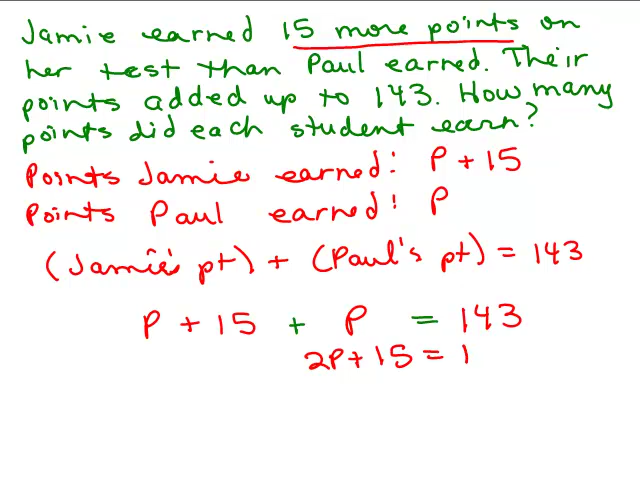 Jamie earned 15 more points on
her test than Paul earned. Their
points added up to 143. How many
points did each student earn?
Points Jamie earned: P + 15
Points Paul earned: P
(Jamie's pt) + (Paul's pt) = 143
P + 15 + P = 143
2P + 15 = 1